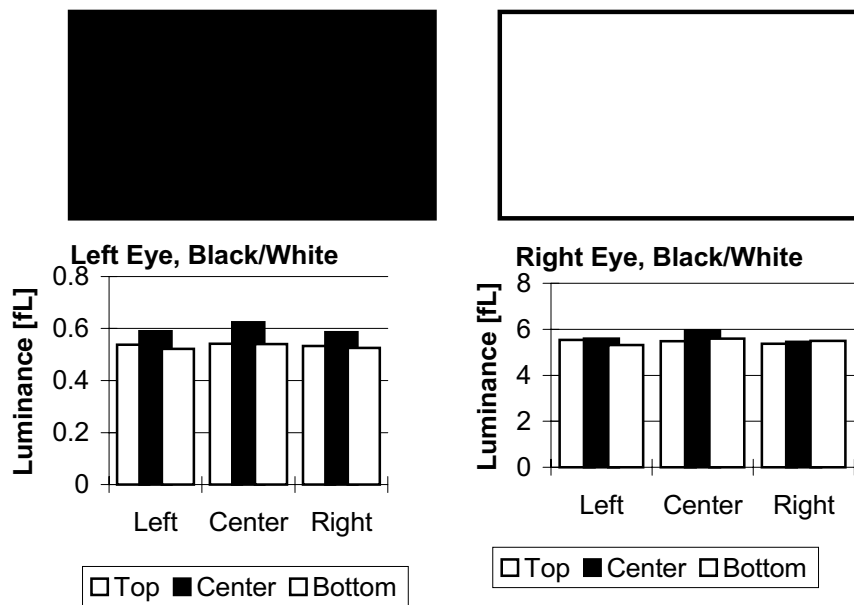 Left Eye, Black/White
Luminance [fL]
0.8
0.6
0.4
0.2
0
Left Center Right
Top Center Bottom
Right Eye, Black/White
Luminance [fL]
8
6
4
2
0
Left Center Right
Top Center Bottom